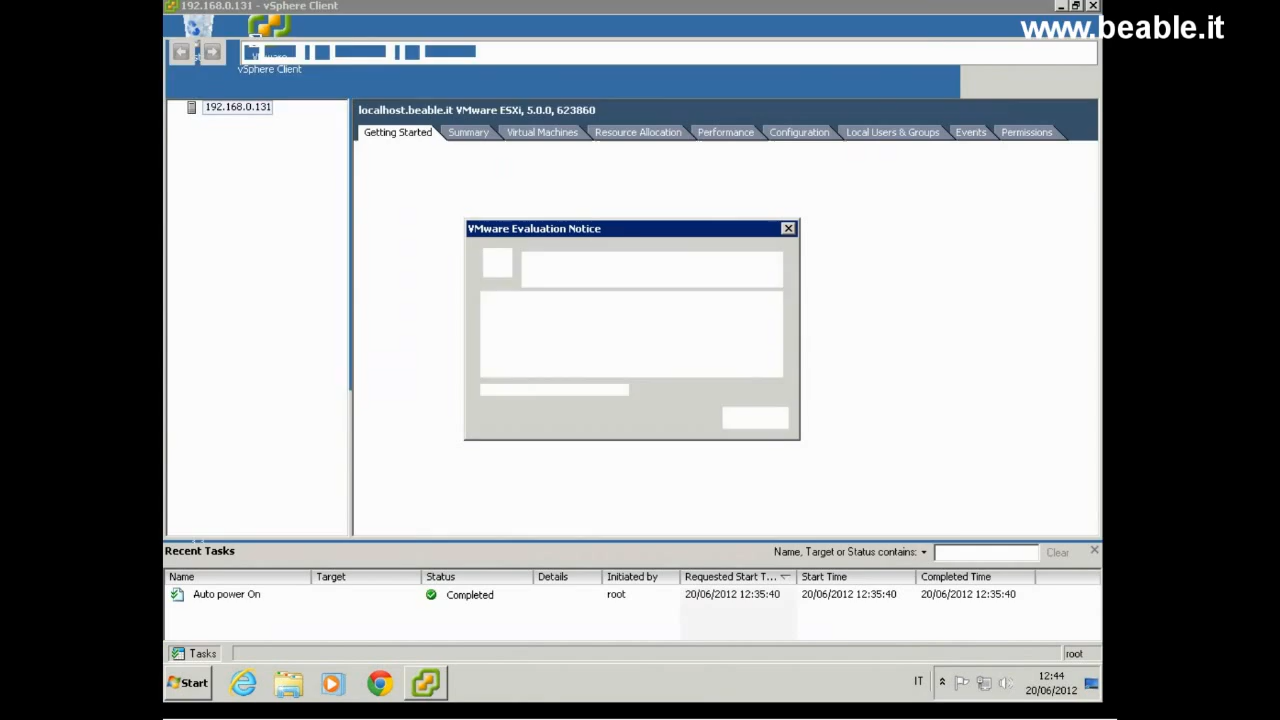 192.168.0.131 - vSphere Client
www.beable.it
VMware
vSphere Client
192.168.0.131
localhost.beable.it VMware ESXi, 5.0.0, 623860
Getting Started Summary Virtual Machines Resource Allocation Performance Configuration Local Users & Groups Events Permissions
VMware Evaluation Notice
Recent Tasks
Name, Target or Status contains: Clear
Name Target Status Details Initiated by Requested Start T... Start Time Completed Time
Auto power On Completed root 20/06/2012 12:35:40 20/06/2012 12:35:40 20/06/2012 12:35:40
Tasks root
Start IT 12:44
20/06/2012